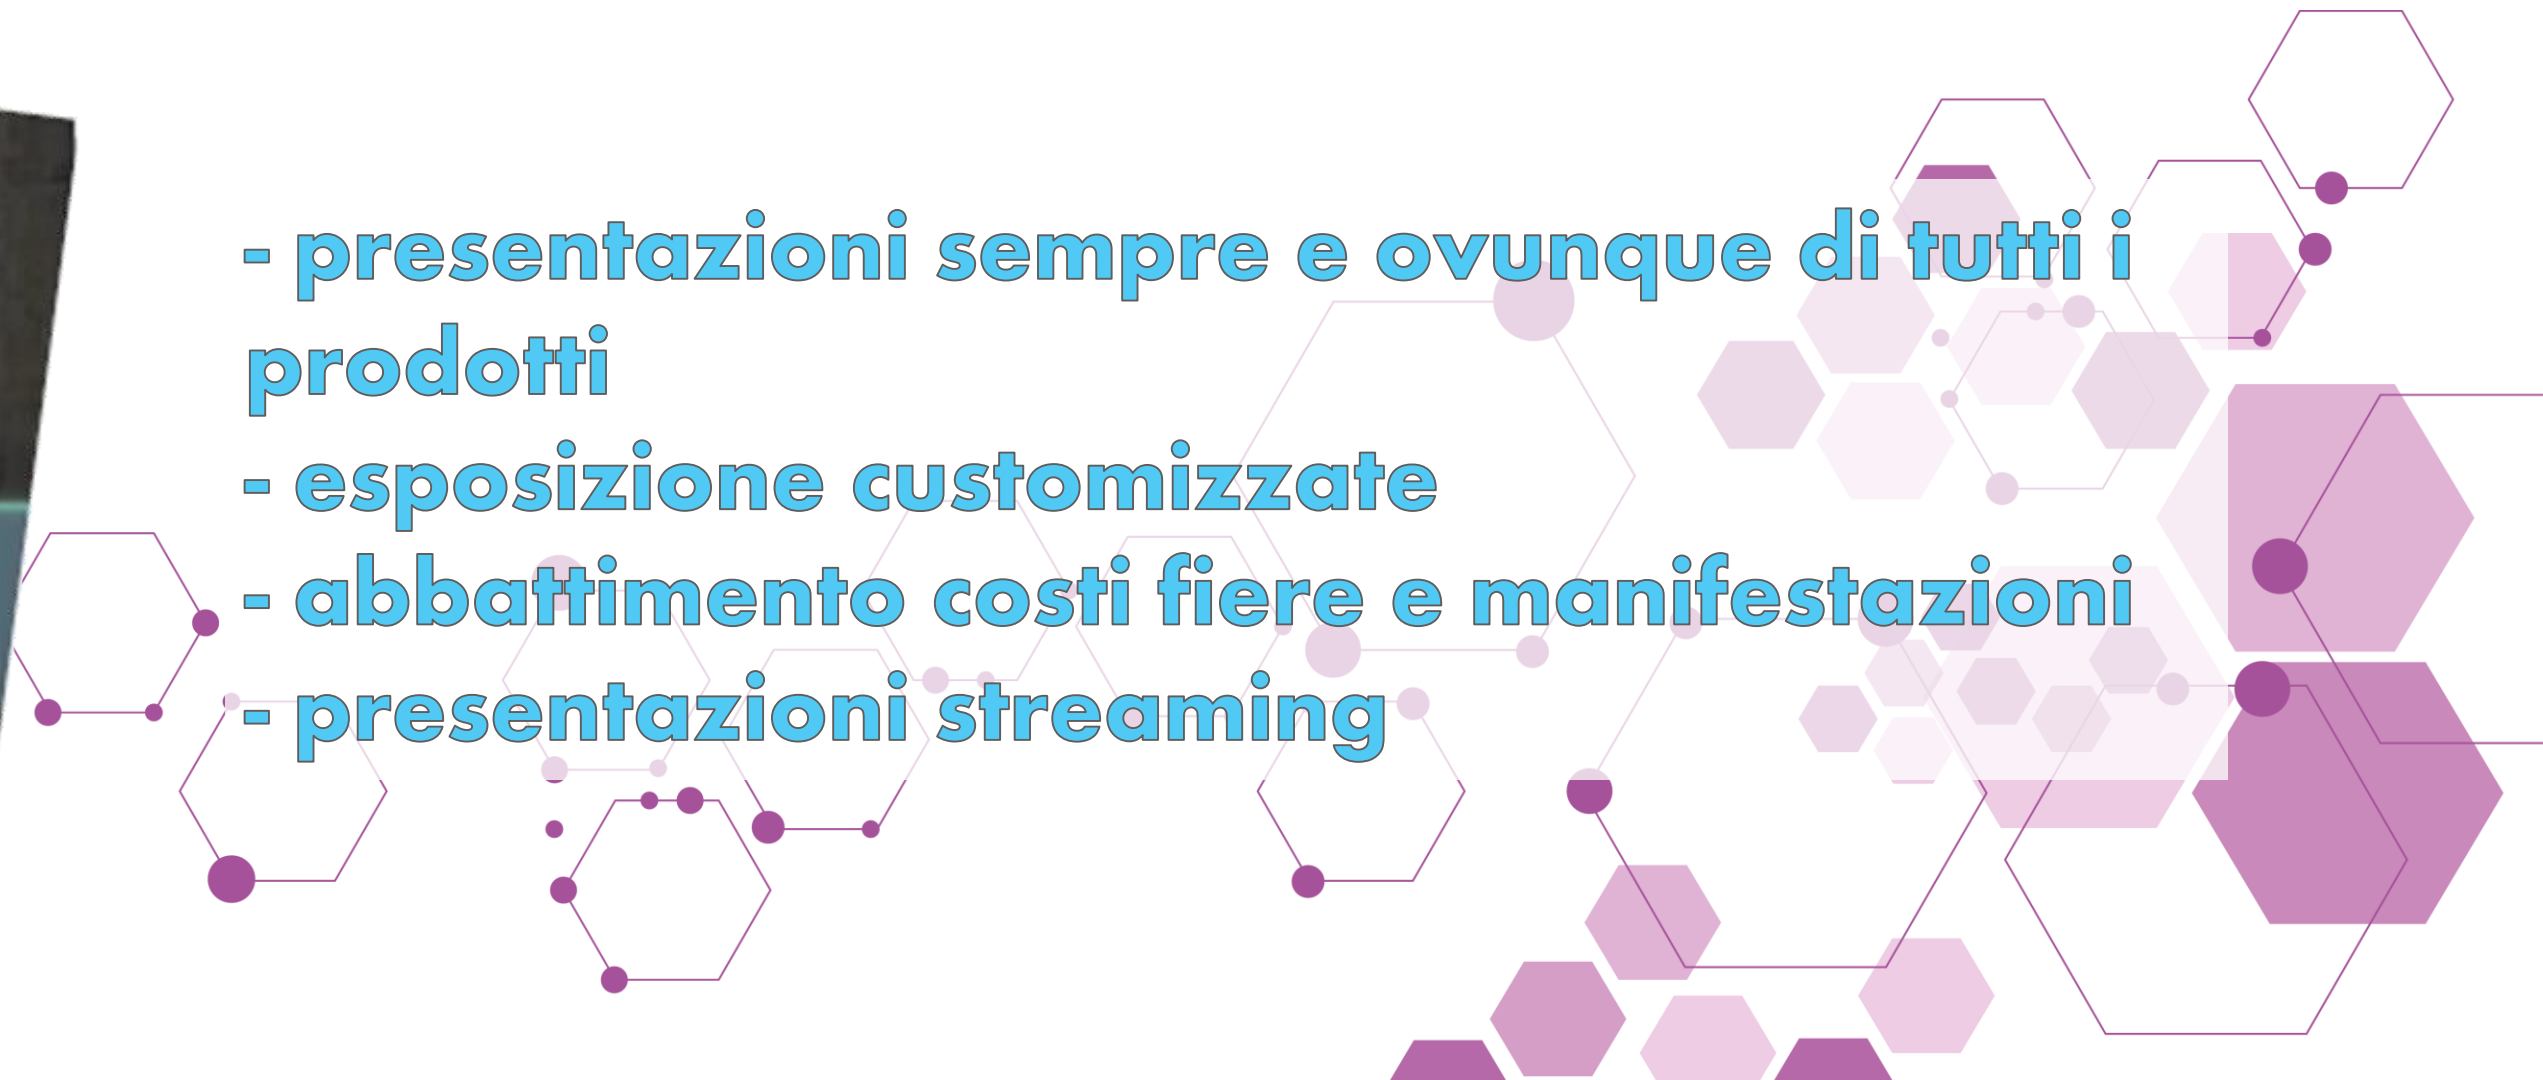 - presentazioni sempre e ovunque di tutti i
prodotti
- esposizione customizzate
- abbattimento costi fiere e manifestazioni
- presentazioni streaming